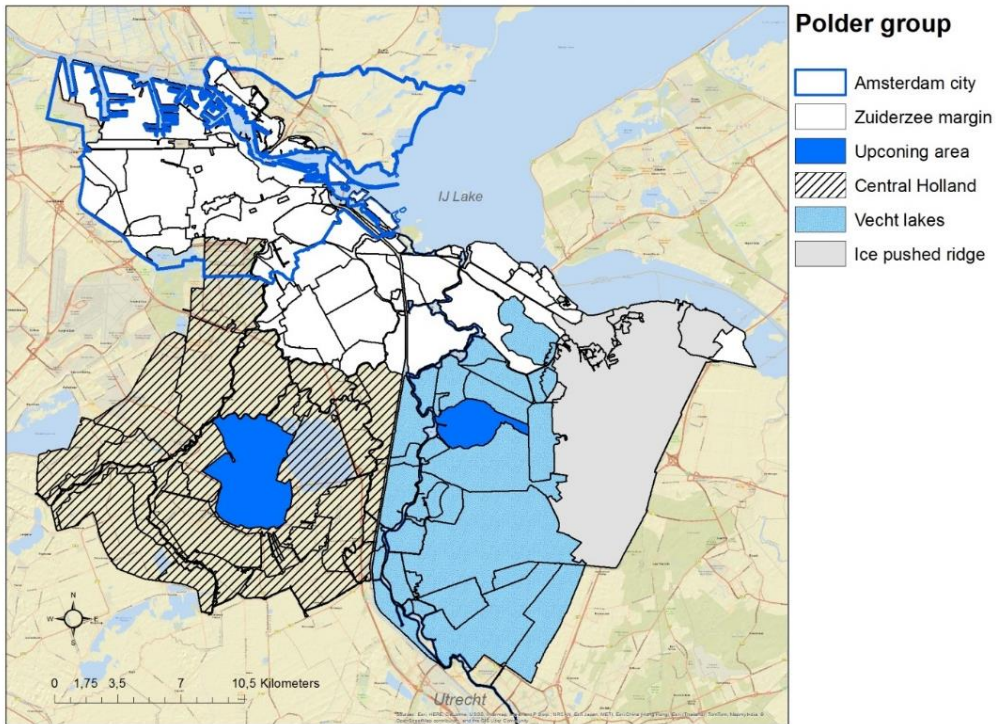 Polder group
Amsterdam city
Zuiderzee margin
Upconing area
Central Holland
Vecht lakes
Ice pushed ridge
IJ Lake
N
W E
S
0 1,75 3,5 7 10,5 Kilometers
Utrecht